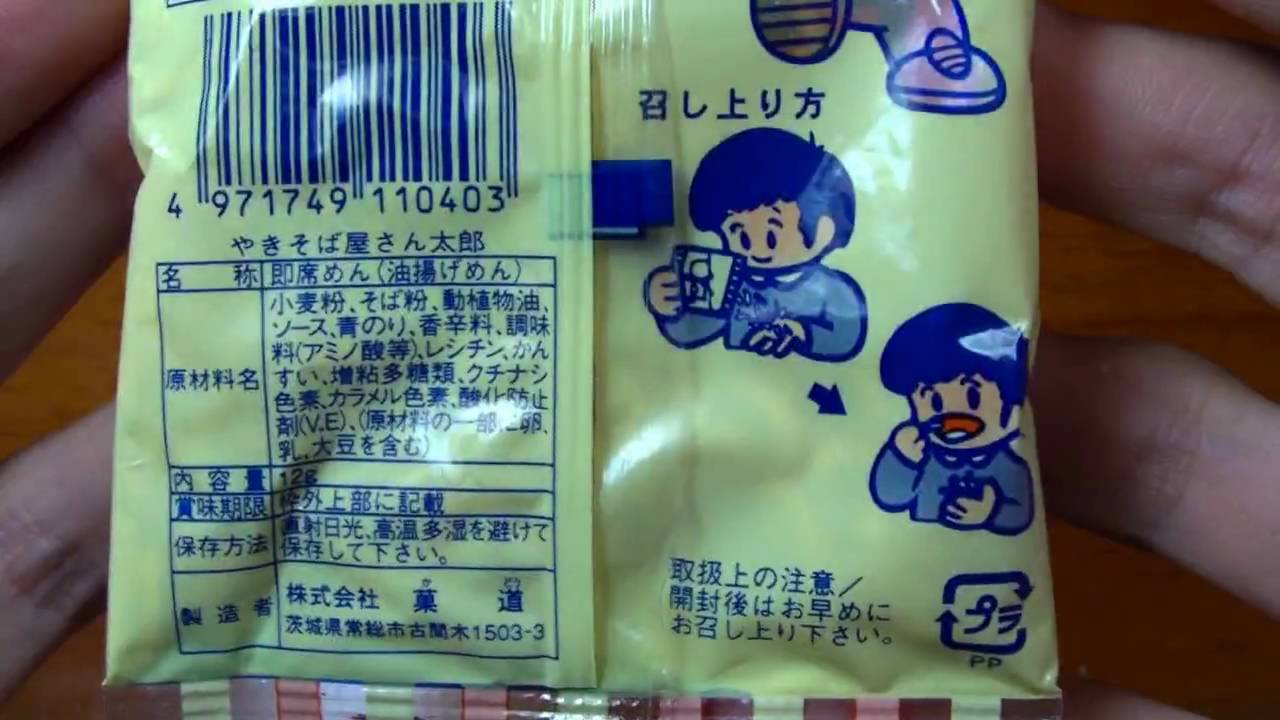 4 971749 110403
やきそば屋さん太郎
名称 即席めん(油揚げめん)
原材料名
小麦粉、そば粉、動植物油、
ソース、青のり、香辛料、調味
料(アミノ酸等)、レシチン、かん
すい、増粘多糖類、クチナシ
色素、カラメル色素、酸化防止
剤(V.E)、(原材料の一部に卵、
乳、大豆を含む)
内容量 12g
賞味期限 枠外上部に記載
保存方法
直射日光、高温多湿を避けて
保存して下さい。
製造者
株式会社 菓道
茨城県常総市古間木1503-3
召し上り方
取扱上の注意/
開封後はお早めに
お召し上り下さい。
プラ
PP